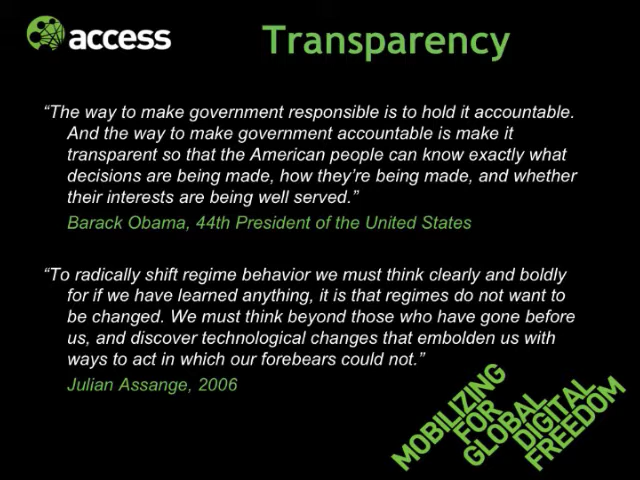 access
Transparency
“The way to make government responsible is to hold it accountable.
And the way to make government accountable is make it
transparent so that the American people can know exactly what
decisions are being made, how they’re being made, and whether
their interests are being well served.”
Barack Obama, 44th President of the United States
“To radically shift regime behavior we must think clearly and boldly
for if we have learned anything, it is that regimes do not want to
be changed. We must think beyond those who have gone before
us, and discover technological changes that embolden us with
ways to act in which our forebears could not.”
Julian Assange, 2006
MOBILIZING
FOR
GLOBAL
DIGITAL
FREEDOM